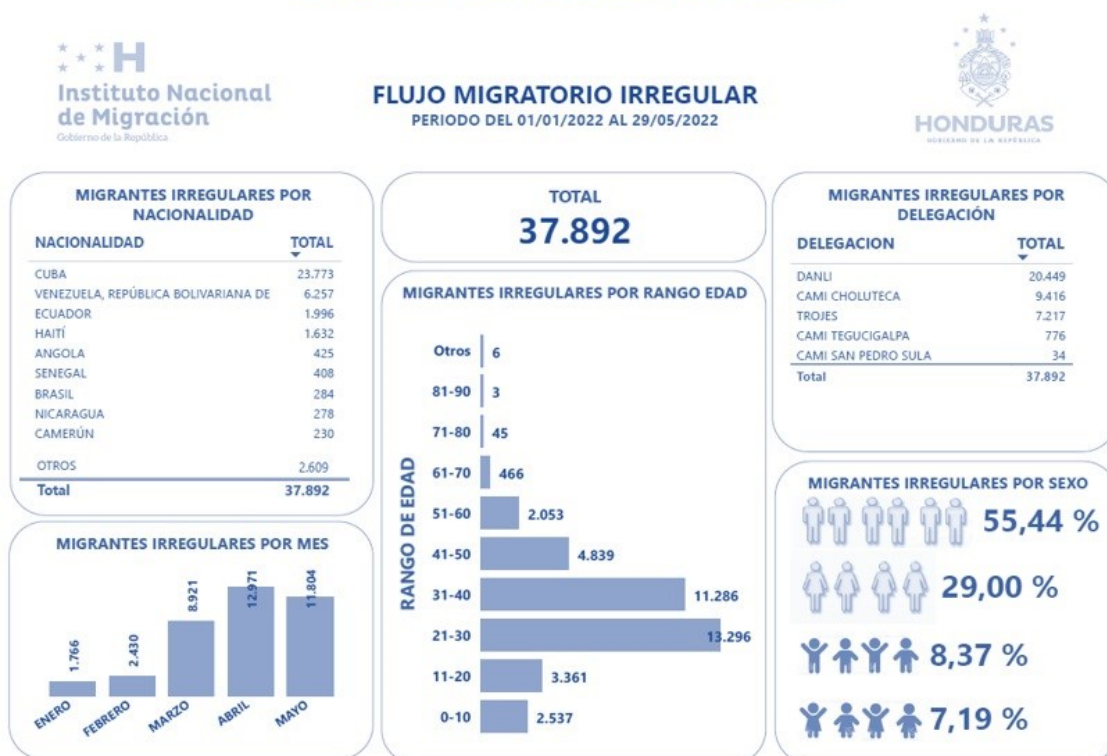 H
Instituto Nacional
de Migración
Gobierno de la República
FLUJO MIGRATORIO IRREGULAR
PERIODO DEL 01/01/2022 AL 29/05/2022
HONDURAS
GOBIERNO DE LA REPÚBLICA
MIGRANTES IRREGULARES POR
NACIONALIDAD
NACIONALIDAD TOTAL
CUBA 23.773
VENEZUELA, REPÚBLICA BOLIVARIANA DE 6.257
ECUADOR 1.996
HAITÍ 1.632
ANGOLA 425
SENEGAL 408
BRASIL 284
NICARAGUA 278
CAMERÚN 230
OTROS 2.609
Total 37.892
MIGRANTES IRREGULARES POR MES
1.766
2.430
8.921
12.971
11.804
ENERO
FEBRERO
MARZO
ABRIL
MAYO
TOTAL
37.892
MIGRANTES IRREGULARES POR RANGO EDAD
RANGO DE EDAD
Otros 6
81-90 3
71-80 45
61-70 466
51-60 2.053
41-50 4.839
31-40 11.286
21-30 13.296
11-20 3.361
0-10 2.537
MIGRANTES IRREGULARES POR
DELEGACIÓN
DELEGACION TOTAL
DANLI 20.449
CAMI CHOLUTECA 9.416
TROJES 7.217
CAMI TEGUCIGALPA 776
CAMI SAN PEDRO SULA 34
Total 37.892
MIGRANTES IRREGULARES POR SEXO
55,44 %
29,00 %
8,37 %
7,19 %